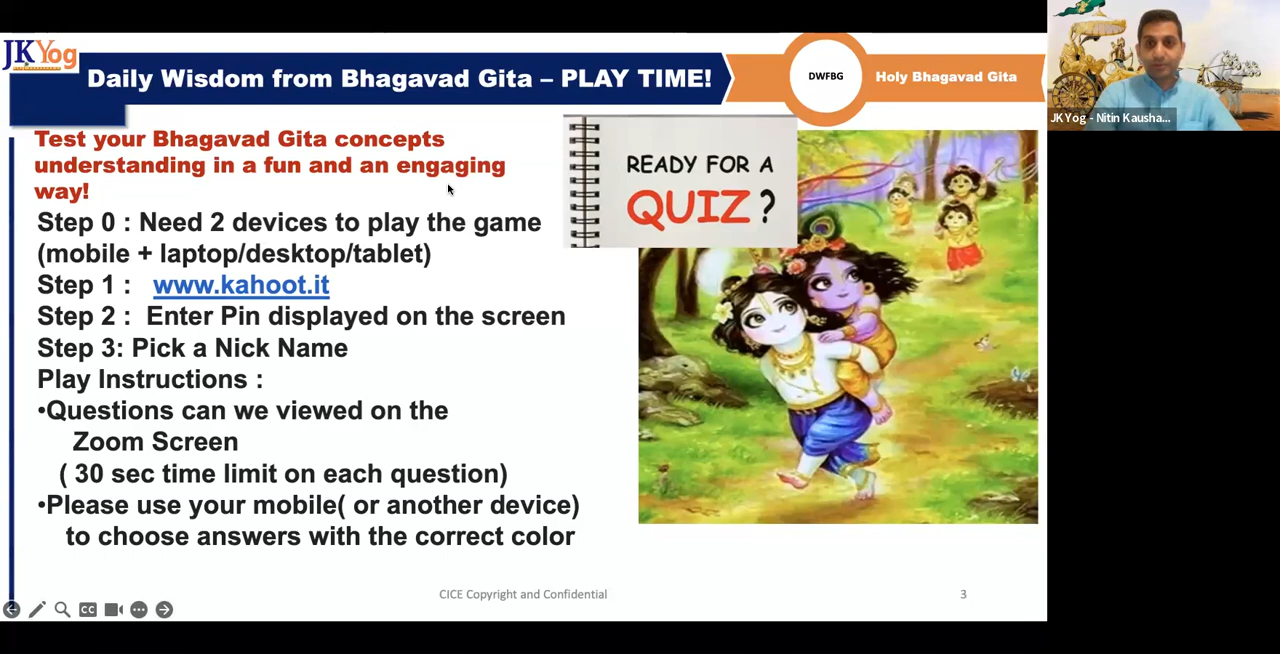 JKYog
Daily Wisdom from Bhagavad Gita – PLAY TIME!
DWFBG
Holy Bhagavad Gita
Test your Bhagavad Gita concepts
understanding in a fun and an engaging
way!
Step 0 : Need 2 devices to play the game
(mobile + laptop/desktop/tablet)
Step 1 : www.kahoot.it
Step 2 : Enter Pin displayed on the screen
Step 3: Pick a Nick Name
Play Instructions :
•Questions can we viewed on the
Zoom Screen
( 30 sec time limit on each question)
•Please use your mobile( or another device)
to choose answers with the correct color
READY FOR A
QUIZ?
CICE Copyright and Confidential
3
CC
JKYog - Nitin Kausha...